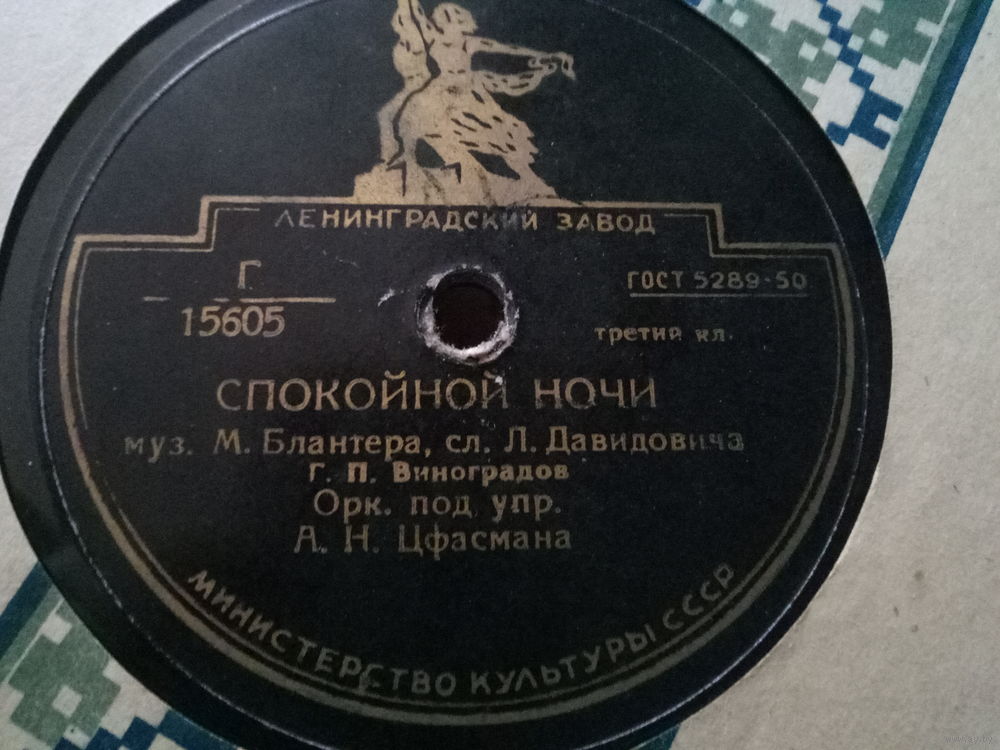 ЛЕНИНГРАДСКИЙ ЗАВОД
Г
15605
ГОСТ 5289-50
третий кл.
СПОКОЙНОЙ НОЧИ
муз. М. Блантера, сл. Л. Давидовича
Г. П. Виноградов
Орк. под упр.
А. Н. Цфасмана
МИНИСТЕРСТВО КУЛЬТУРЫ СССР